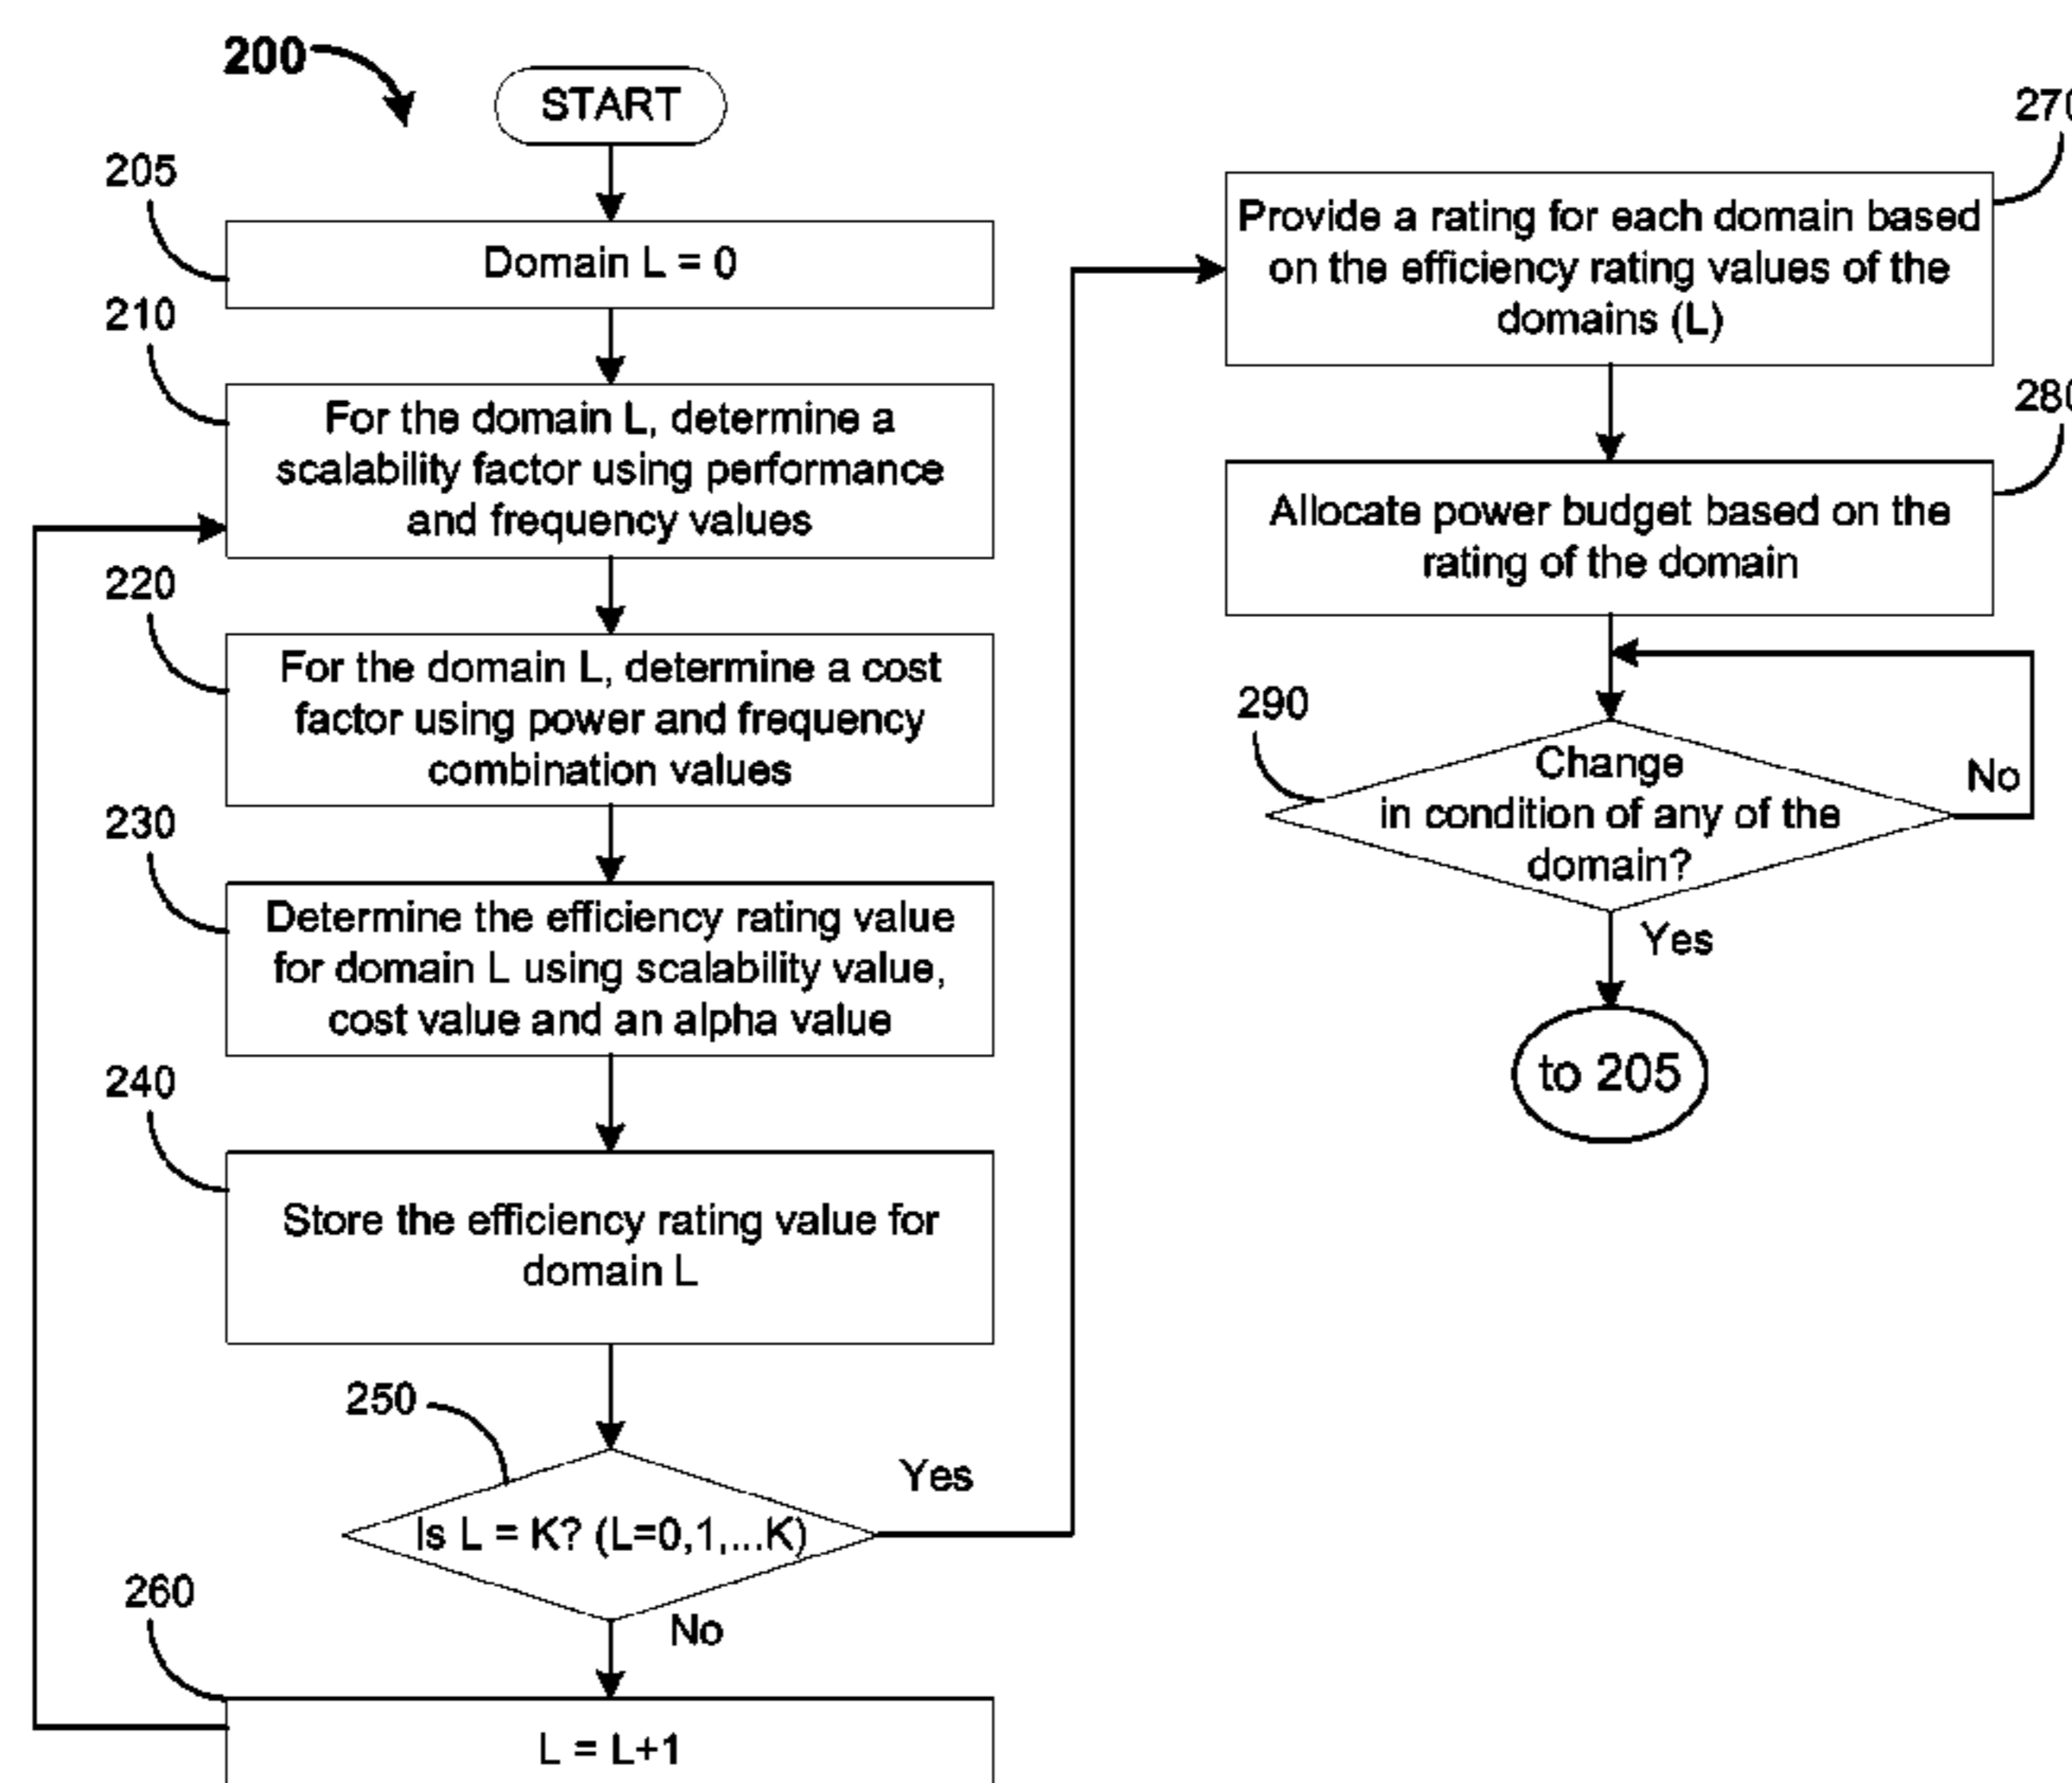 200
START
205
Domain L = 0
210
For the domain L, determine a
scalability factor using performance
and frequency values
220
For the domain L, determine a cost
factor using power and frequency
combination values
230
Determine the efficiency rating value
for domain L using scalability value,
cost value and an alpha value
240
Store the efficiency rating value for
domain L
250
Is L = K? (L=0,1,...K)
Yes
No
260
L = L+1
270
Provide a rating for each domain based
on the efficiency rating values of the
domains (L)
280
Allocate power budget based on the
rating of the domain
290
Change
in condition of any of the
domain?
No
Yes
to 205